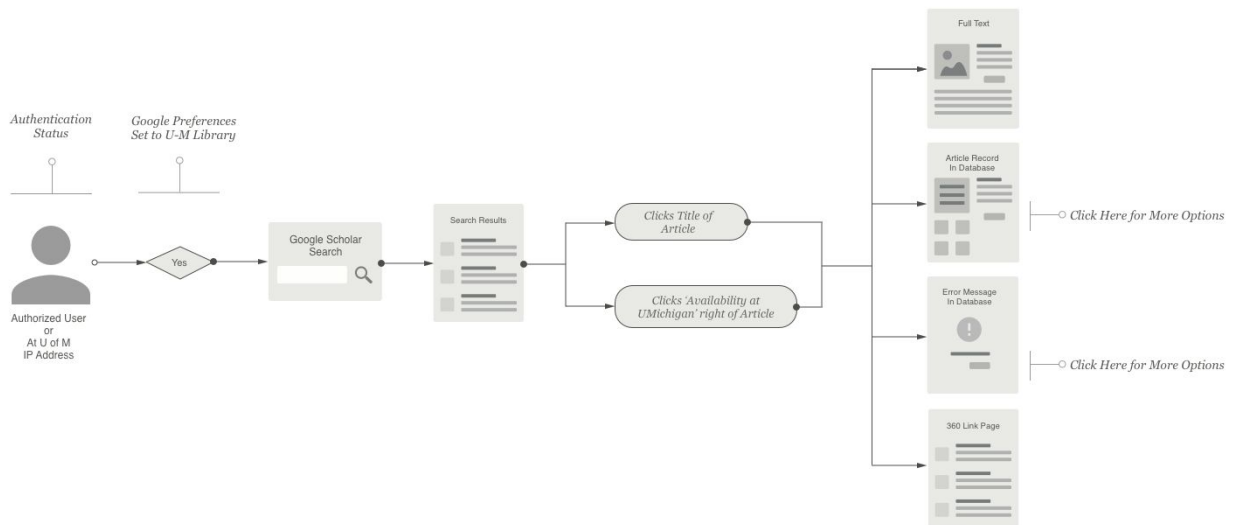 Authentication
Status
Google Preferences
Set to U-M Library
Authorized User
or
At U of M
IP Address
Yes
Google Scholar
Search
Search Results
Clicks Title of
Article
Clicks 'Availability at
UMichigan' right of Article
Full Text
Article Record
In Database
Click Here for More Options
Error Message
In Database
Click Here for More Options
360 Link Page